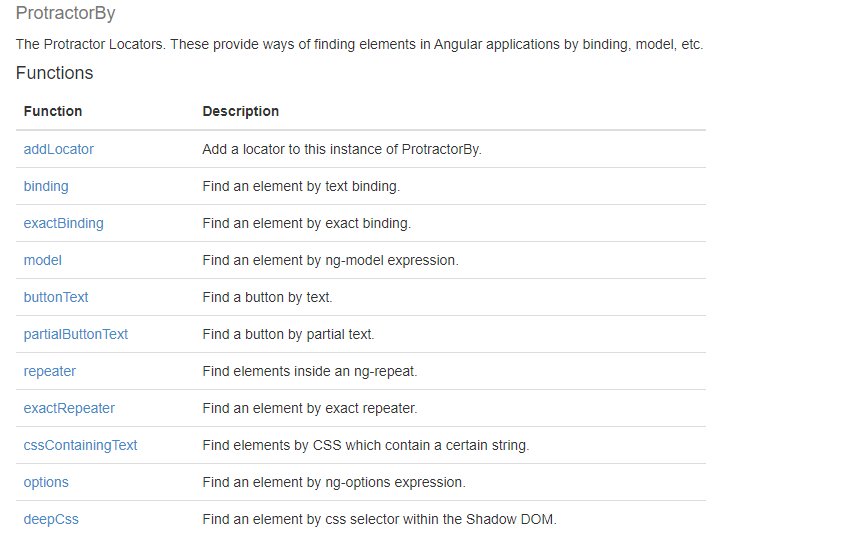 ProtractorBy
The Protractor Locators. These provide ways of finding elements in Angular applications by binding, model, etc.
Functions
Function Description
addLocator Add a locator to this instance of ProtractorBy.
binding Find an element by text binding.
exactBinding Find an element by exact binding.
model Find an element by ng-model expression.
buttonText Find a button by text.
partialButtonText Find a button by partial text.
repeater Find elements inside an ng-repeat.
exactRepeater Find an element by exact repeater.
cssContainingText Find elements by CSS which contain a certain string.
options Find an element by ng-options expression.
deepCss Find an element by css selector within the Shadow DOM.